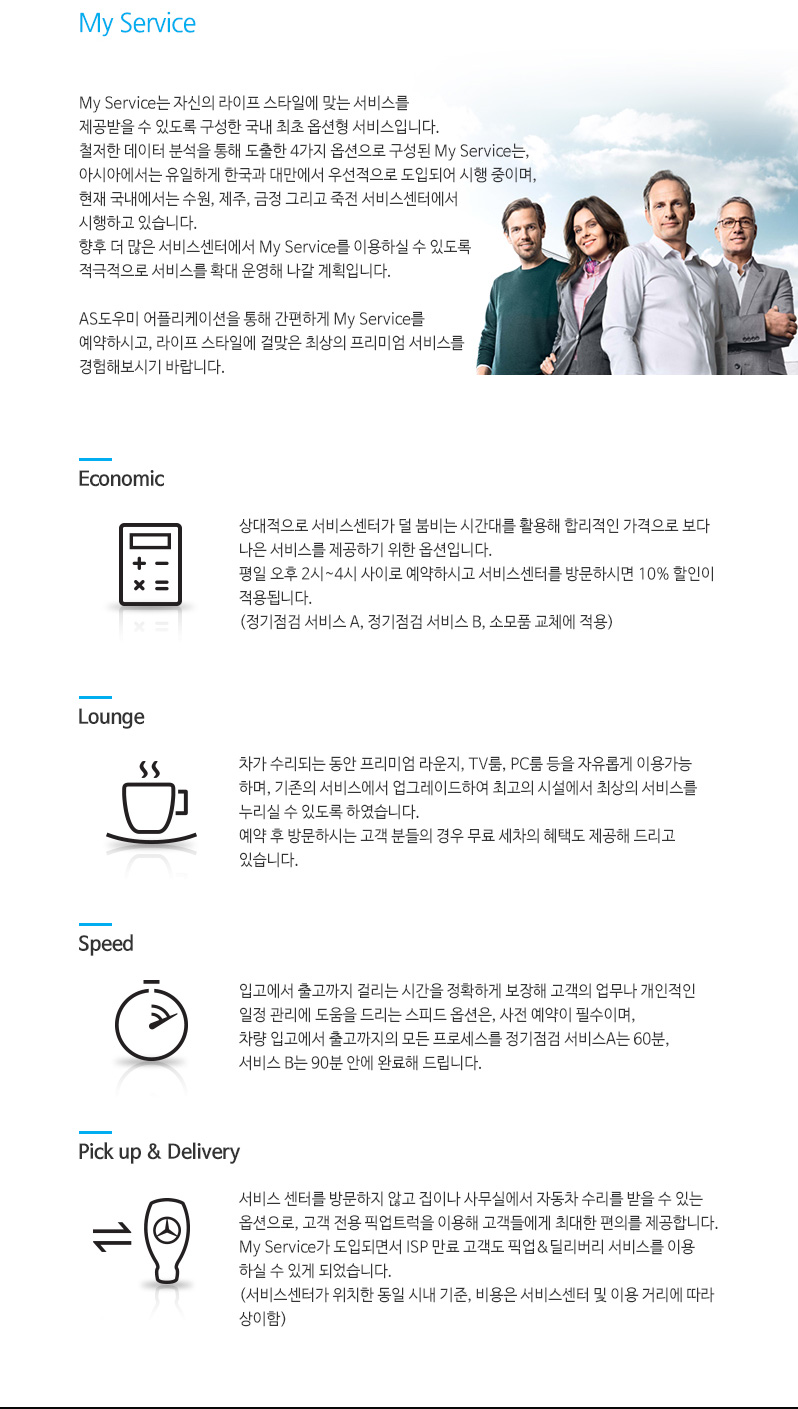 My Service
My Service는 자신의 라이프 스타일에 맞는 서비스를
제공받을 수 있도록 구성한 국내 최초 옵션형 서비스입니다.
철저한 데이터 분석을 통해 도출한 4가지 옵션으로 구성된 My Service는,
아시아에서는 유일하게 한국과 대만에서 우선적으로 도입되어 시행 중이며,
현재 국내에서는 수원, 제주, 금정 그리고 죽전 서비스센터에서
시행하고 있습니다.
향후 더 많은 서비스센터에서 My Service를 이용하실 수 있도록
적극적으로 서비스를 확대 운영해 나갈 계획입니다.
AS도우미 어플리케이션을 통해 간편하게 My Service를
예약하시고, 라이프 스타일에 걸맞은 최상의 프리미엄 서비스를
경험해보시기 바랍니다.
Economic
상대적으로 서비스센터가 덜 붐비는 시간대를 활용해 합리적인 가격으로 보다
나은 서비스를 제공하기 위한 옵션입니다.
평일 오후 2시~4시 사이로 예약하시고 서비스센터를 방문하시면 10% 할인이
적용됩니다.
(정기점검 서비스 A, 정기점검 서비스 B, 소모품 교체에 적용)
Lounge
차가 수리되는 동안 프리미엄 라운지, TV룸, PC룸 등을 자유롭게 이용가능
하며, 기존의 서비스에서 업그레이드하여 최고의 시설에서 최상의 서비스를
누리실 수 있도록 하였습니다.
예약 후 방문하시는 고객 분들의 경우 무료 세차의 혜택도 제공해 드리고
있습니다.
Speed
입고에서 출고까지 걸리는 시간을 정확하게 보장해 고객의 업무나 개인적인
일정 관리에 도움을 드리는 스피드 옵션은, 사전 예약이 필수이며,
차량 입고에서 출고까지의 모든 프로세스를 정기점검 서비스A는 60분,
서비스 B는 90분 안에 완료해 드립니다.
Pick up & Delivery
서비스 센터를 방문하지 않고 집이나 사무실에서 자동차 수리를 받을 수 있는
옵션으로, 고객 전용 픽업트럭을 이용해 고객들에게 최대한 편의를 제공합니다.
My Service가 도입되면서 ISP 만료 고객도 픽업&딜리버리 서비스를 이용
하실 수 있게 되었습니다.
(서비스센터가 위치한 동일 시내 기준, 비용은 서비스센터 및 이용 거리에 따라
상이함)